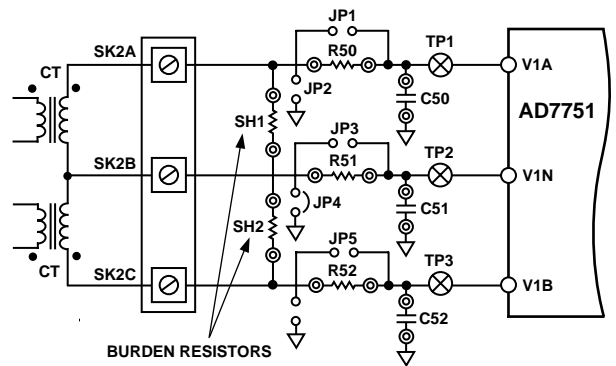 JP1
SK2A
R50
TP1
CT
V1A
JP2
C50
AD7751
SH1
JP3
SK2B
R51
TP2
V1N
JP4
C51
SH2
JP5
CT
SK2C
R52
TP3
V1B
C52
BURDEN RESISTORS